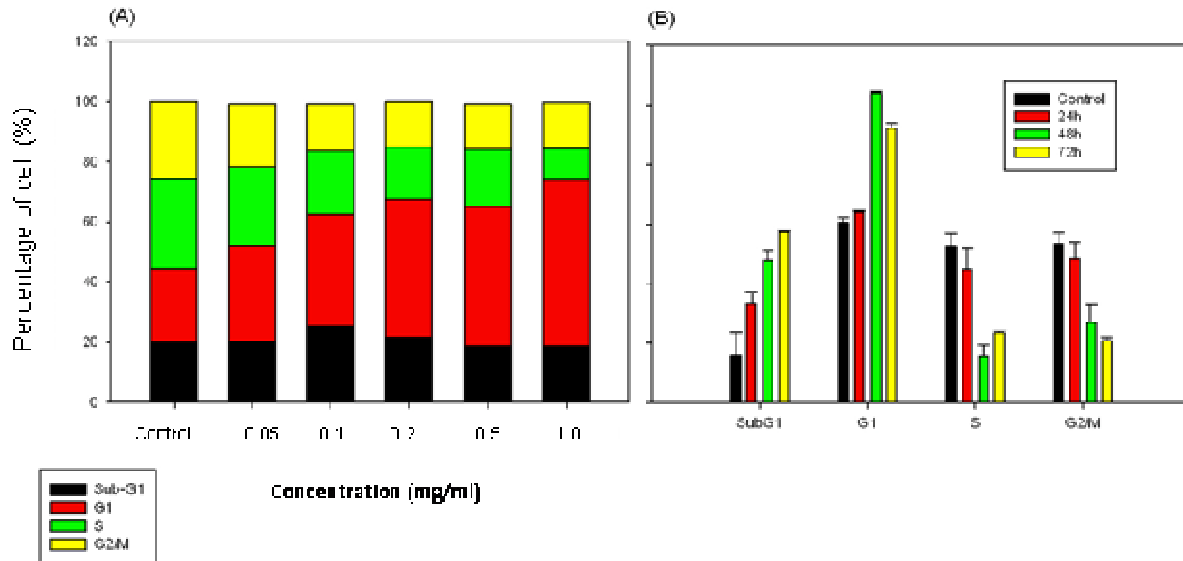 (A)
(B)
120
100
80
60
40
20
0
Percentage of cell (%)
Control 0.05 0.1 0.2 0.5 1.0
Concentration (mg/ml)
Sub-G1
G1
S
G2/M
Control
24h
48h
72h
SubG1 G1 S G2/M